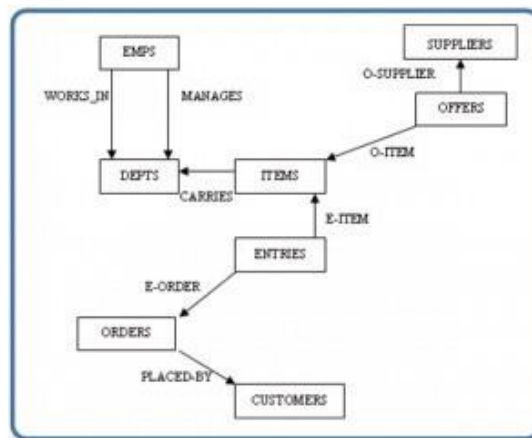 SUPPLIERS
EMPS
O-SUPPLIER
WORKS_IN
MANAGES
OFFERS
O-ITEM
DEPTS
ITEMS
CARRIES
E-ITEM
ENTRIES
E-ORDER
ORDERS
PLACED-BY
CUSTOMERS